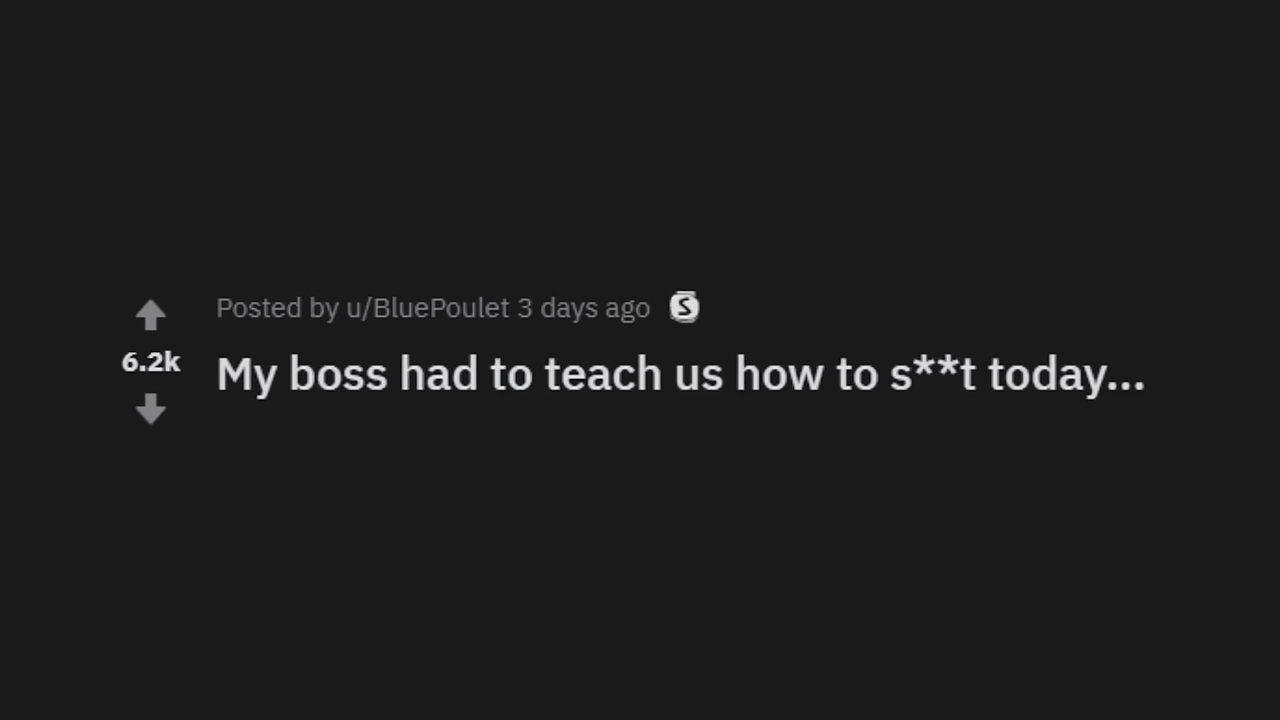 Posted by u/BluePoulet 3 days ago S
6.2k
My boss had to teach us how to s**t today...